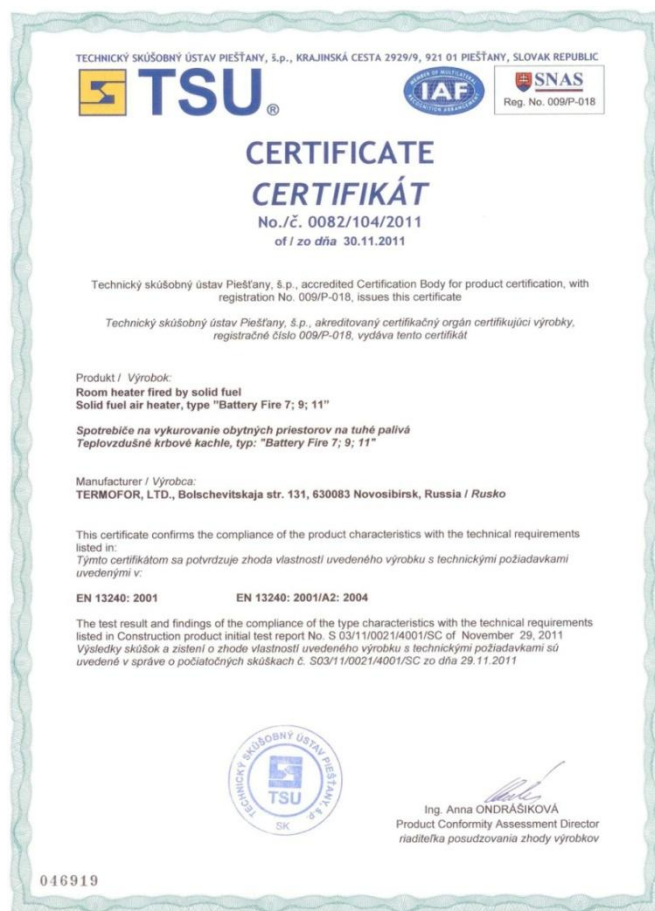 TECHNICKÝ SKÚŠOBNÝ ÚSTAV PIEŠŤANY, š.p., KRAJINSKÁ CESTA 2929/9, 921 01 PIEŠŤANY, SLOVAK REPUBLIC
TSU®
MEMBER OF MULTILATERAL
IAF
RECOGNITION ARRANGEMENT
SNAS
Reg. No. 009/P-018
CERTIFICATE
CERTIFIKÁT
No./č. 0082/104/2011
of / zo dňa 30.11.2011
Technický skúšobný ústav Piešťany, š.p., accredited Certification Body for product certification, with
registration No. 009/P-018, issues this certificate
Technický skúšobný ústav Piešťany, š.p., akreditovaný certifikačný orgán certifikujúci výrobky,
registračné číslo 009/P-018, vydáva tento certifikát
Produkt / Výrobok:
Room heater fired by solid fuel
Solid fuel air heater, type "Battery Fire 7; 9; 11"
Spotrebiče na vykurovanie obytných priestorov na tuhé palivá
Teplovzdušné krbové kachle, typ: "Battery Fire 7; 9; 11"
Manufacturer / Výrobca:
TERMOFOR, LTD., Bolschevitskaja str. 131, 630083 Novosibirsk, Russia / Rusko
This certificate confirms the compliance of the product characteristics with the technical requirements
listed in:
Týmto certifikátom sa potvrdzuje zhoda vlastností uvedeného výrobku s technickými požiadavkami
uvedenými v:
EN 13240: 2001 EN 13240: 2001/A2: 2004
The test result and findings of the compliance of the type characteristics with the technical requirements
listed in Construction product initial test report No. S 03/11/0021/4001/SC of November 29, 2011
Výsledky skúšok a zistení o zhode vlastností uvedeného výrobku s technickými požiadavkami sú
uvedené v správe o počiatočných skúškach č. S03/11/0021/4001/SC zo dňa 29.11.2011
TECHNICKÝ SKÚŠOBNÝ ÚSTAV PIEŠŤANY, š.p.
TSU
SK
Ing. Anna ONDRÁŠIKOVÁ
Product Conformity Assessment Director
riaditeľka posudzovania zhody výrobkov
046919